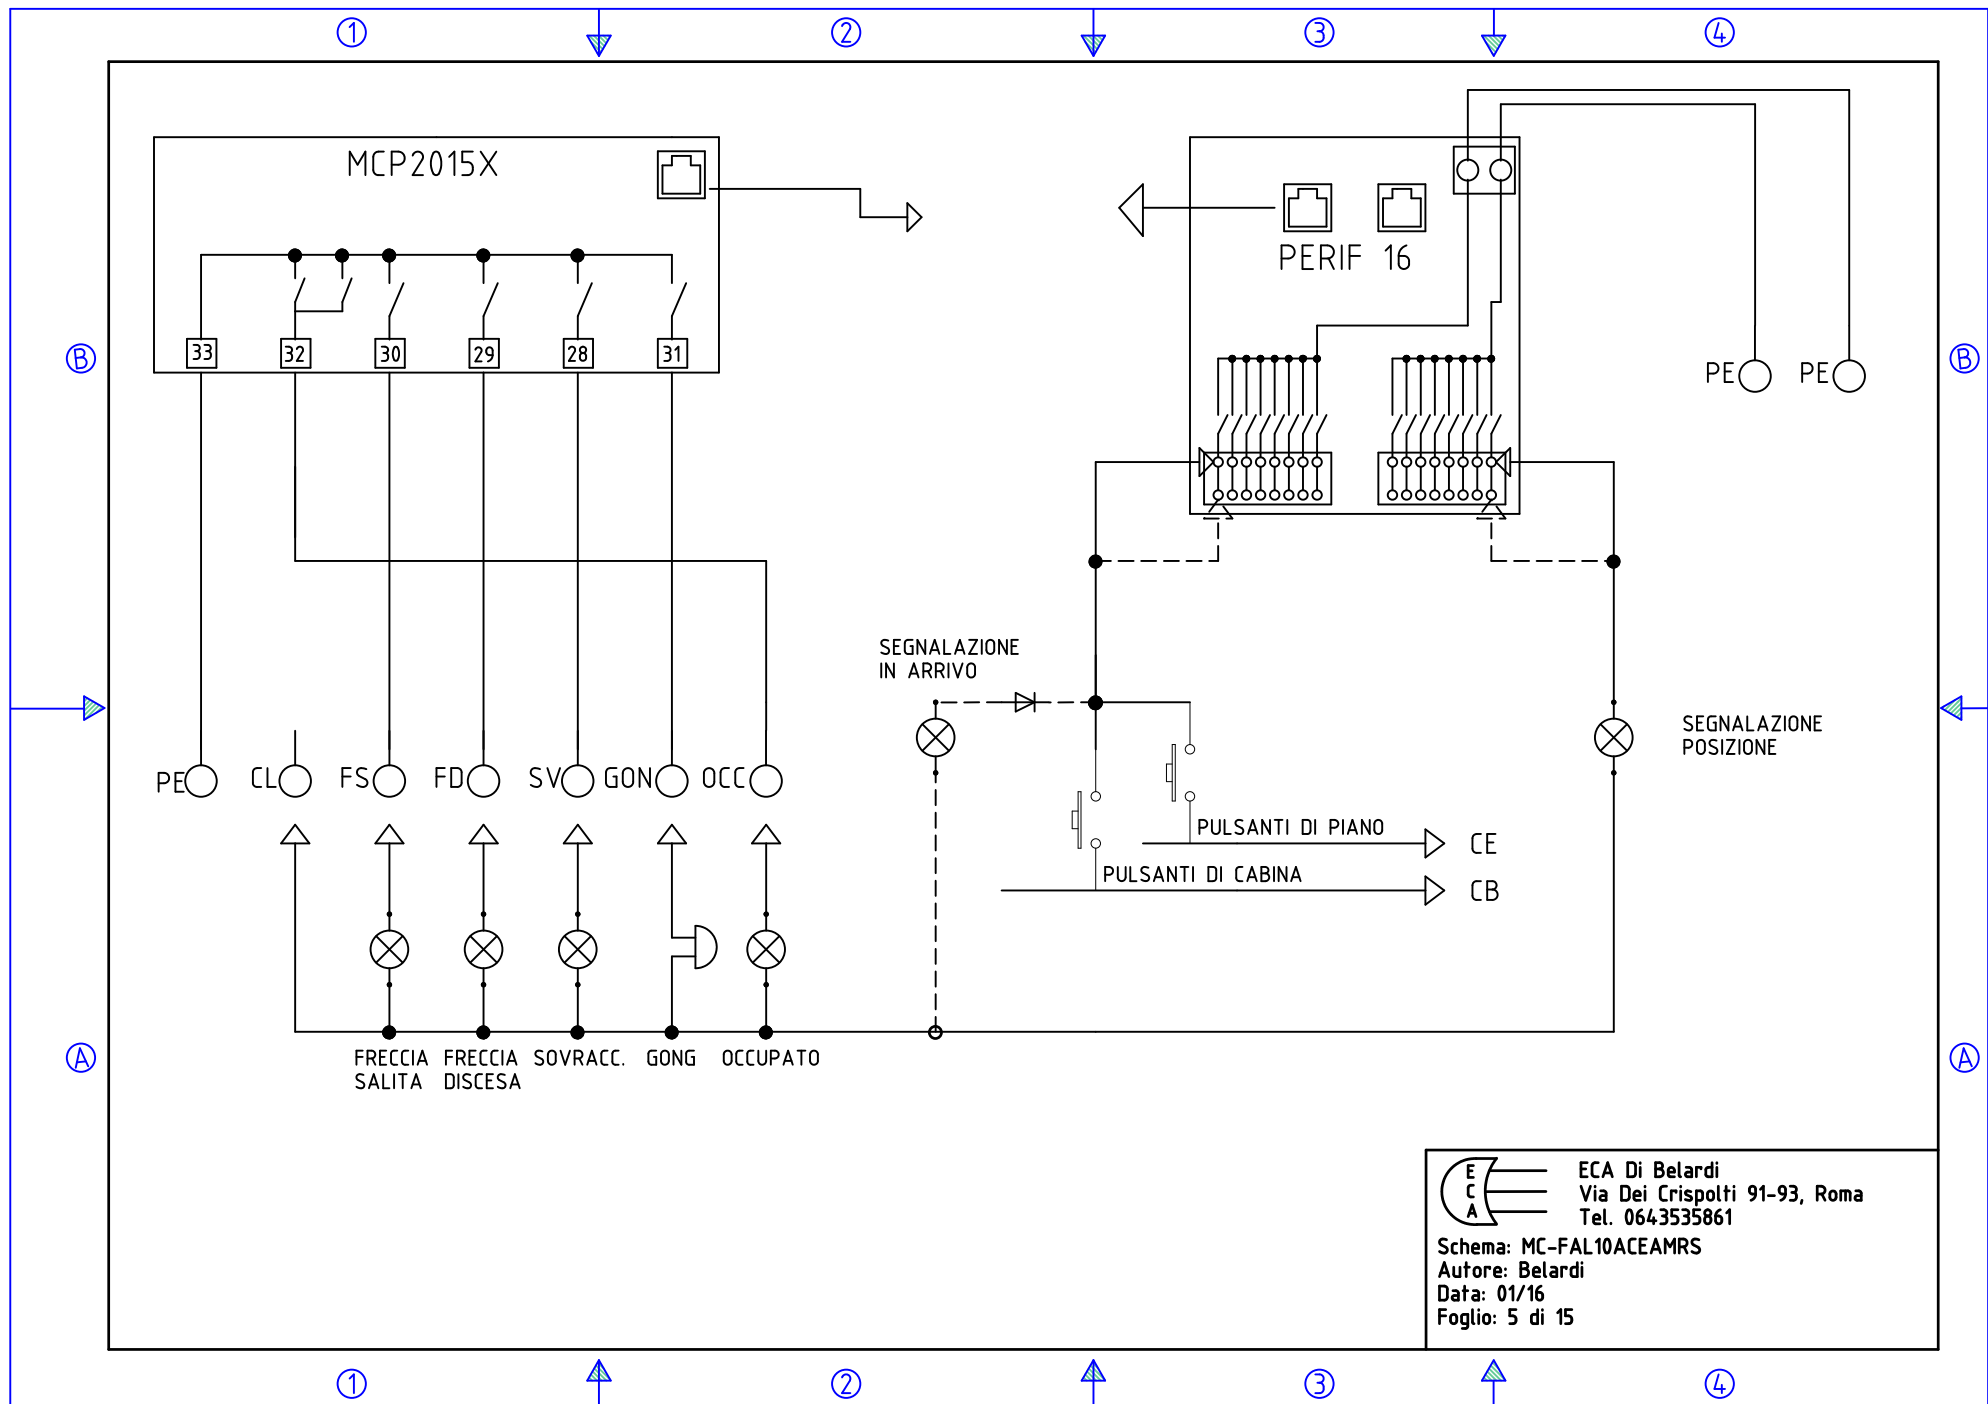 1 2 3 4
MCP2015X
PERIF 16
33 32 30 29 28 31
B
B
PE PE
SEGNALAZIONE
IN ARRIVO
SEGNALAZIONE
POSIZIONE
PE CL FS FD SV GON OCC
PULSANTI DI PIANO
CE
PULSANTI DI CABINA
CB
A
A
FRECCIA
SALITA
FRECCIA
DISCESA
SOVRACC.
GONG
OCCUPATO
E
C
A
ECA Di Belardi
Via Dei Crispolti 91-93, Roma
Tel. 0643535861
Schema: MC-FAL10ACEAMRS
Autore: Belardi
Data: 01/16
Foglio: 5 di 15
1 2 3 4